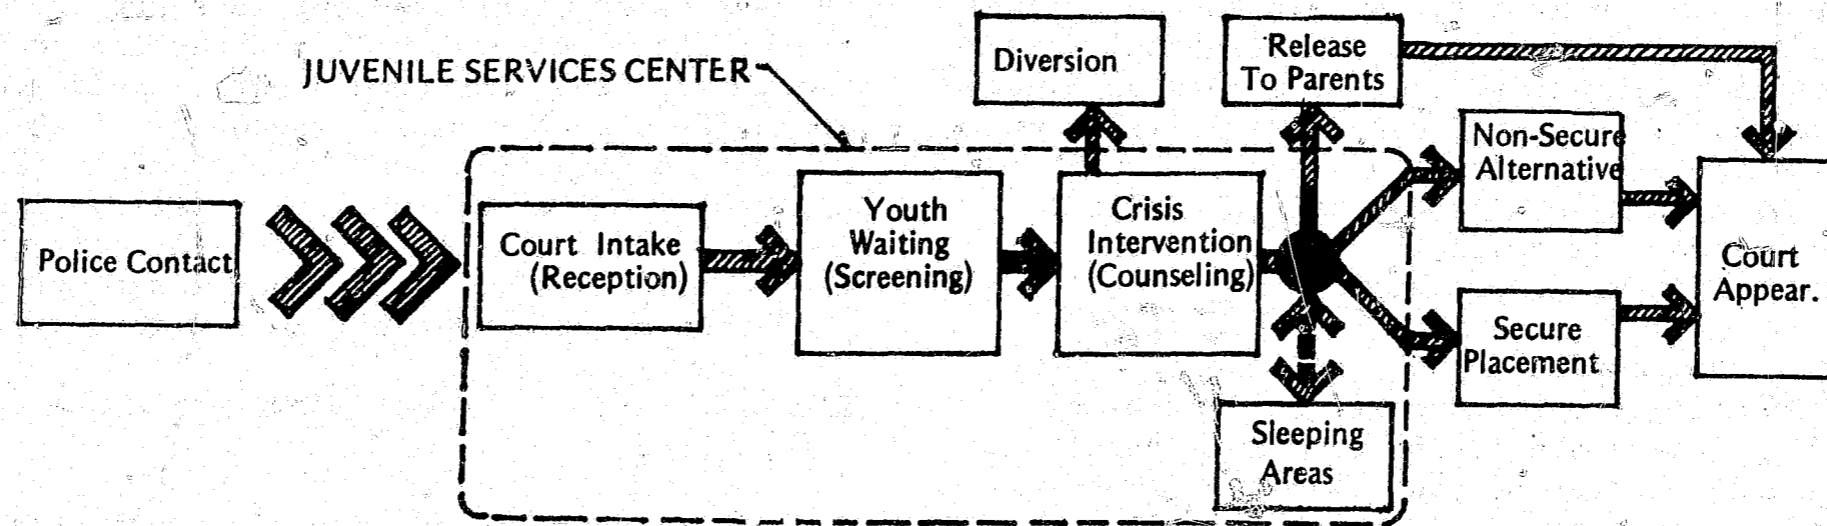 JUVENILE SERVICES CENTER
Diversion
Release
To Parents
Police Contact
Court Intake
(Reception)
Youth
Waiting
(Screening)
Crisis
Intervention
(Counseling)
Non-Secure
Alternative
Secure
Placement
Sleeping
Areas
Court
Appear.